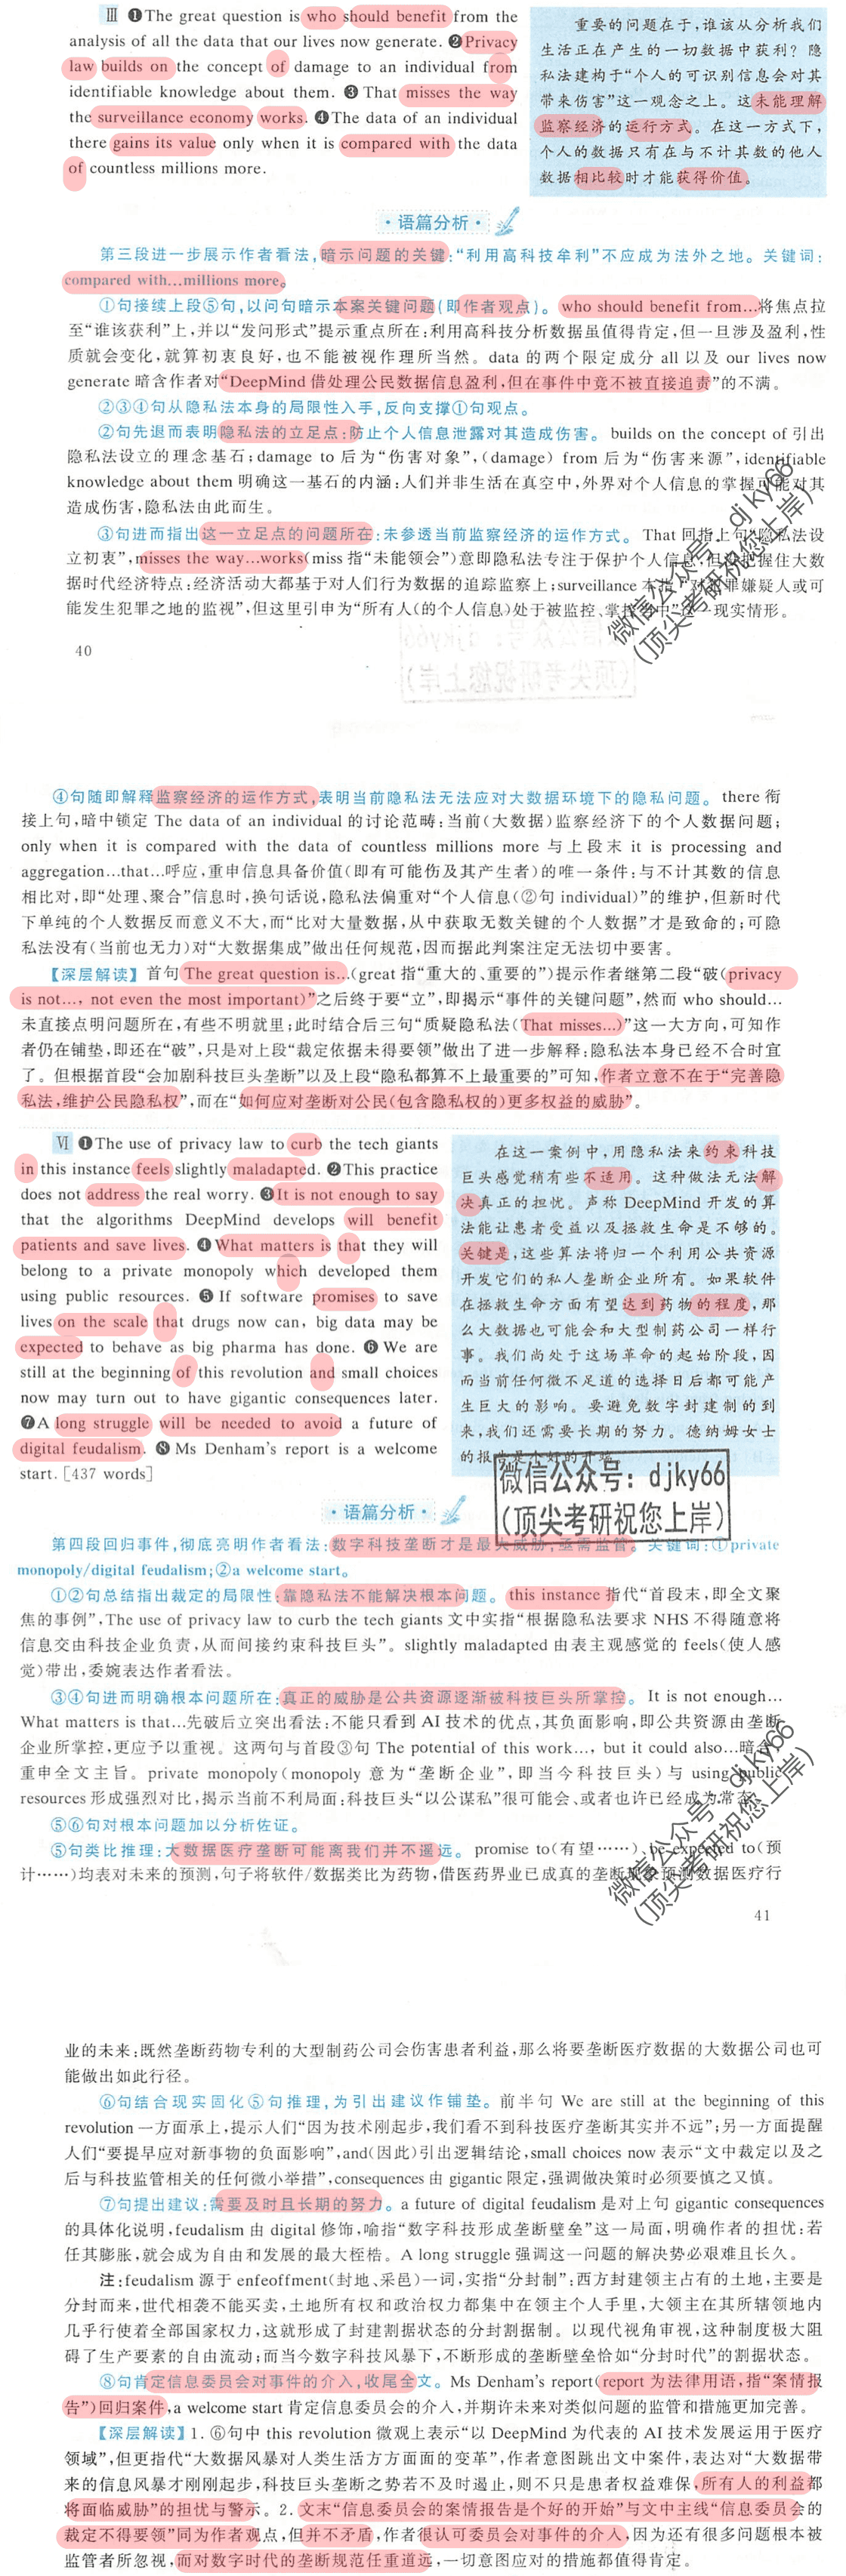 Ⅲ ❶The great question is who should benefit from the
analysis of all the data that our lives now generate. ❷Privacy
law builds on the concept of damage to an individual from
identifiable knowledge about them. ❸ That misses the way
the surveillance economy works. ❹The data of an individual
there gains its value only when it is compared with the data
of countless millions more.
重要的问题在于,谁该从分析我们
生活正在产生的一切数据中获利? 隐
私法建构于“个人的可识别信息会对其
带来伤害”这一观念之上。这未能理解
监察经济的运行方式。在这一方式下,
个人的数据只有在与不计其数的他人
数据相比较时才能获得价值。
·语篇分析·
第三段进一步展示作者看法,暗示问题的关键:“利用高科技牟利”不应成为法外之地。关键词:
compared with...millions more。
①句接续上段⑤句,以问句暗示本案关键问题(即作者观点)。who should benefit from...将焦点拉
至“谁该获利”上,并以“发问形式”提示重点所在:利用高科技分析数据虽值得肯定,但一旦涉及盈利,性
质就会变化,就算初衷良好,也不能被视作理所当然。data 的两个限定成分 all 以及 our lives now
generate 暗含作者对“DeepMind 借处理公民数据信息盈利,但在事件中竟不被直接追责”的不满。
②③④句从隐私法本身的局限性入手,反向支撑①句观点。
②句先退而表明隐私法的立足点:防止个人信息泄露对其造成伤害。builds on the concept of 引出
隐私法设立的理念基石;damage to 后为“伤害对象”,(damage) from 后为“伤害来源”,identifiable
knowledge about them 明确这一基石的内涵:人们并非生活在真空中,外界对个人信息的掌握可能对其
造成伤害,隐私法由此而生。
③句进而指出这一立足点的问题所在:未参透当前监察经济的运作方式。That 回指上句“隐私法设
立初衷”,misses the way...works(miss 指“未能领会”)意即隐私法专注于保护个人信息,但没把握住大数
据时代经济特点:经济活动大都基于对人们行为数据的追踪监察上;surveillance 本指“对犯罪嫌疑人或可
能发生犯罪之地的监视”,但这里引申为“所有人(的个人信息)处于被监控、掌控之中”这一现实情形。
微信公众号：djky66
(顶尖考研祝您上岸)
40
④句随即解释监察经济的运作方式,表明当前隐私法无法应对大数据环境下的隐私问题。there 衔
接上句,暗中锁定 The data of an individual 的讨论范畴:当前(大数据)监察经济下的个人数据问题;
only when it is compared with the data of countless millions more 与上段末 it is processing and
aggregation...that...呼应,重申信息具备价值(即有可能伤及其产生者)的唯一条件:与不计其数的信息
相比对,即“处理、聚合”信息时,换句话说,隐私法偏重对“个人信息(②句 individual)”的维护,但新时代
下单纯的个人数据反而意义不大,而“比对大量数据,从中获取无数关键的个人数据”才是致命的;可隐
私法没有(当前也无力)对“大数据集成”做出任何规范,因而据此判案注定无法切中要害。
【深层解读】首句 The great question is...(great 指“重大的、重要的”)提示作者继第二段“破(privacy
is not..., not even the most important)”之后终于要“立”,即揭示“事件的关键问题”,然而 who should...
未直接点明问题所在,有些不明就里;此时结合后三句“质疑隐私法(That misses...)”这一大方向,可知作
者仍在铺垫,即还在“破”,只是对上段“裁定依据未得要领”做出了进一步解释:隐私法本身已经不合时宜
了。但根据首段“会加剧科技巨头垄断”以及上段“隐私都算不上最重要的”可知,作者立意不在于“完善隐
私法,维护公民隐私权”,而在“如何应对垄断对公民(包含隐私权的)更多权益的威胁”。
Ⅵ ❶The use of privacy law to curb the tech giants
in this instance feels slightly maladapted. ❷This practice
does not address the real worry. ❸It is not enough to say
that the algorithms DeepMind develops will benefit
patients and save lives. ❹What matters is that they will
belong to a private monopoly which developed them
using public resources. ❺ If software promises to save
lives on the scale that drugs now can, big data may be
expected to behave as big pharma has done. ❻We are
still at the beginning of this revolution and small choices
now may turn out to have gigantic consequences later.
❼A long struggle will be needed to avoid a future of
digital feudalism. ❽Ms Denham's report is a welcome
start. [437 words]
在这一案例中,用隐私法来约束科技
巨头感觉稍有些不适用。这种做法无法解
决真正的担忧。声称 DeepMind 开发的算
法能让患者受益以及拯救生命是不够的。
关键是,这些算法将归一个利用公共资源
开发它们的私人垄断企业所有。如果软件
在拯救生命方面有望达到药物的程度,那
么大数据也可能会和大型制药公司一样行
事。我们尚处于这场革命的起始阶段,因
而当前任何微不足道的选择日后都可能产
生巨大的影响。要避免数字封建制的到
来,我们还需要长期的努力。德纳姆女士
的报告是个好的开端。
微信公众号：djky66
(顶尖考研祝您上岸)
·语篇分析·
第四段回归事件,彻底亮明作者看法:数字科技垄断才是最大威胁,亟需监管。关键词:①private
monopoly/digital feudalism;②a welcome start。
①②句总结指出裁定的局限性:靠隐私法不能解决根本问题。this instance 指代“首段末,即全文聚
焦的事例”,The use of privacy law to curb the tech giants 文中实指“根据隐私法要求 NHS 不得随意将
信息交由科技企业负责,从而间接约束科技巨头”。slightly maladapted 由表主观感觉的 feels(使人感
觉)带出,委婉表达作者看法。
③④句进而明确根本问题所在:真正的威胁是公共资源逐渐被科技巨头所掌控。It is not enough...
What matters is that...先破后立突出看法:不能只看到 AI 技术的优点,其负面影响,即公共资源由垄断
企业所掌控,更应予以重视。这两句与首段③句 The potential of this work..., but it could also...暗合,
重申全文主旨。private monopoly(monopoly 意为“垄断企业”,即当今科技巨头)与 using public
resources 形成强烈对比,揭示当前不利局面:科技巨头“以公谋私”很可能会、或者也许已经成为常态。
⑤⑥句对根本问题加以分析佐证。
⑤句类比推理:大数据医疗垄断可能离我们并不遥远。promise to(有望……)、be expected to(预
计……)均表对未来的预测,句子将软件/数据类比为药物,借医药界业已成真的垄断现象预测数据医疗行
微信公众号：djky66
(顶尖考研祝您上岸)
41
业的未来:既然垄断药物专利的大型制药公司会伤害患者利益,那么将要垄断医疗数据的大数据公司也可
能做出如此行径。
⑥句结合现实固化⑤句推理,为引出建议作铺垫。前半句 We are still at the beginning of this
revolution 一方面承上,提示人们“因为技术刚起步,我们看不到科技医疗垄断其实并不远”;另一方面提醒
人们“要提早应对新事物的负面影响”,and(因此)引出逻辑结论,small choices now 表示“文中裁定以及之
后与科技监管相关的任何微小举措”,consequences 由 gigantic 限定,强调做决策时必须要慎之又慎。
⑦句提出建议:需要及时且长期的努力。a future of digital feudalism 是对上句 gigantic consequences
的具体化说明,feudalism 由 digital 修饰,喻指“数字科技形成垄断壁垒”这一局面,明确作者的担忧:若
任其膨胀,就会成为自由和发展的最大桎梏。A long struggle 强调这一问题的解决势必艰难且长久。
注:feudalism 源于 enfeoffment(封地、采邑)一词,实指“分封制”:西方封建领主占有的土地,主要是
分封而来,世代相袭不能买卖,土地所有权和政治权力都集中在领主个人手里,大领主在其所辖领地内
几乎行使着全部国家权力,这就形成了封建割据状态的分封割据制。以现代视角审视,这种制度极大阻
碍了生产要素的自由流动;而当今数字科技风暴下,不断形成的垄断壁垒恰如“分封时代”的割据状态。
⑧句肯定信息委员会对事件的介入,收尾全文。Ms Denham's report(report 为法律用语,指“案情报
告”)回归案件,a welcome start 肯定信息委员会的介入,并期许未来对类似问题的监管和措施更加完善。
【深层解读】1. ⑥句中 this revolution 微观上表示“以 DeepMind 为代表的 AI 技术发展运用于医疗
领域”,但更指代“大数据风暴对人类生活方方面面的变革”,作者意图跳出文中案件,表达对“大数据带
来的信息风暴才刚刚起步,科技巨头垄断之势若不及时遏止,则不只是患者权益难保,所有人的利益都
将面临威胁”的担忧与警示。2. 文末“信息委员会的案情报告是个好的开始”与文中主线“信息委员会的
裁定不得要领”同为作者观点,但并不矛盾,作者很认可委员会对事件的介入,因为还有很多问题根本被
监管者所忽视,而对数字时代的垄断规范任重道远,一切意图应对的措施都值得肯定。